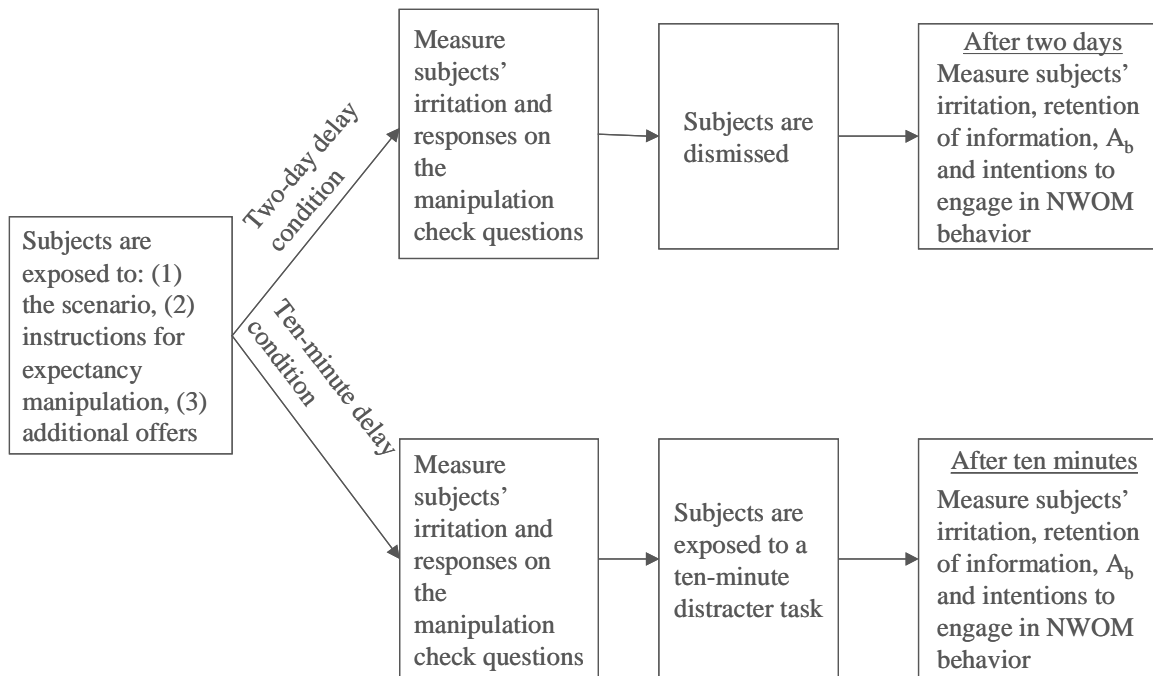 Subjects are
exposed to: (1)
the scenario, (2)
instructions for
expectancy
manipulation, (3)
additional offers
Two-day delay
condition
Measure
subjects’
irritation and
responses on
the
manipulation
check questions
Subjects are
dismissed
After two days
Measure subjects’
irritation, retention
of information, A_b
and intentions to
engage in NWOM
behavior
Ten-minute delay
condition
Measure
subjects’
irritation and
responses on
the
manipulation
check questions
Subjects are
exposed to a
ten-minute
distracter task
After ten minutes
Measure subjects’
irritation, retention
of information, A_b
and intentions to
engage in NWOM
behavior